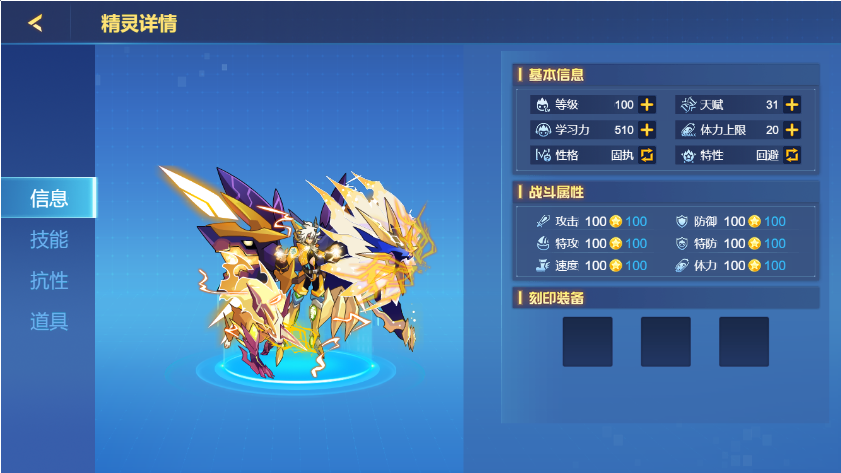 精灵详情
信息
技能
抗性
道具
基本信息
等级 100 天赋 31
学习力 510 体力上限 20
性格 固执 特性 回避
战斗属性
攻击 100 100 防御 100 100
特攻 100 100 特防 100 100
速度 100 100 体力 100 100
刻印装备